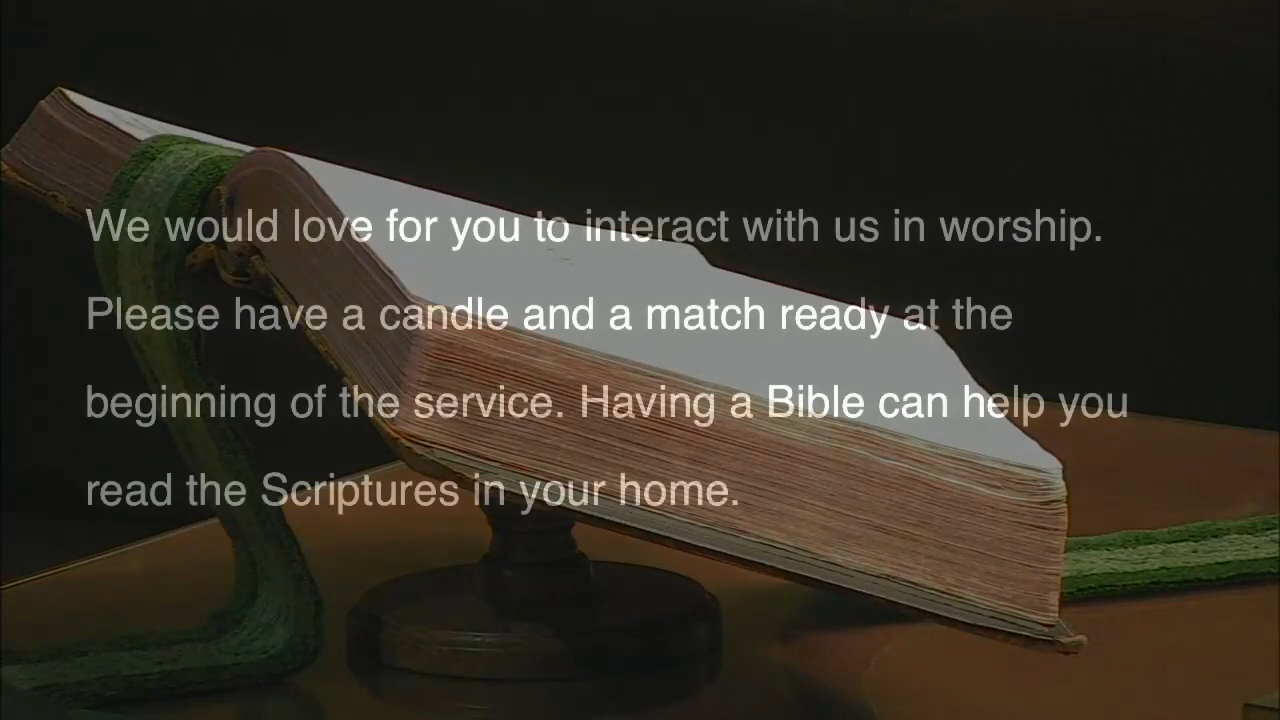 We would love for you to interact with us in worship.
Please have a candle and a match ready at the
beginning of the service. Having a Bible can help you
read the Scriptures in your home.